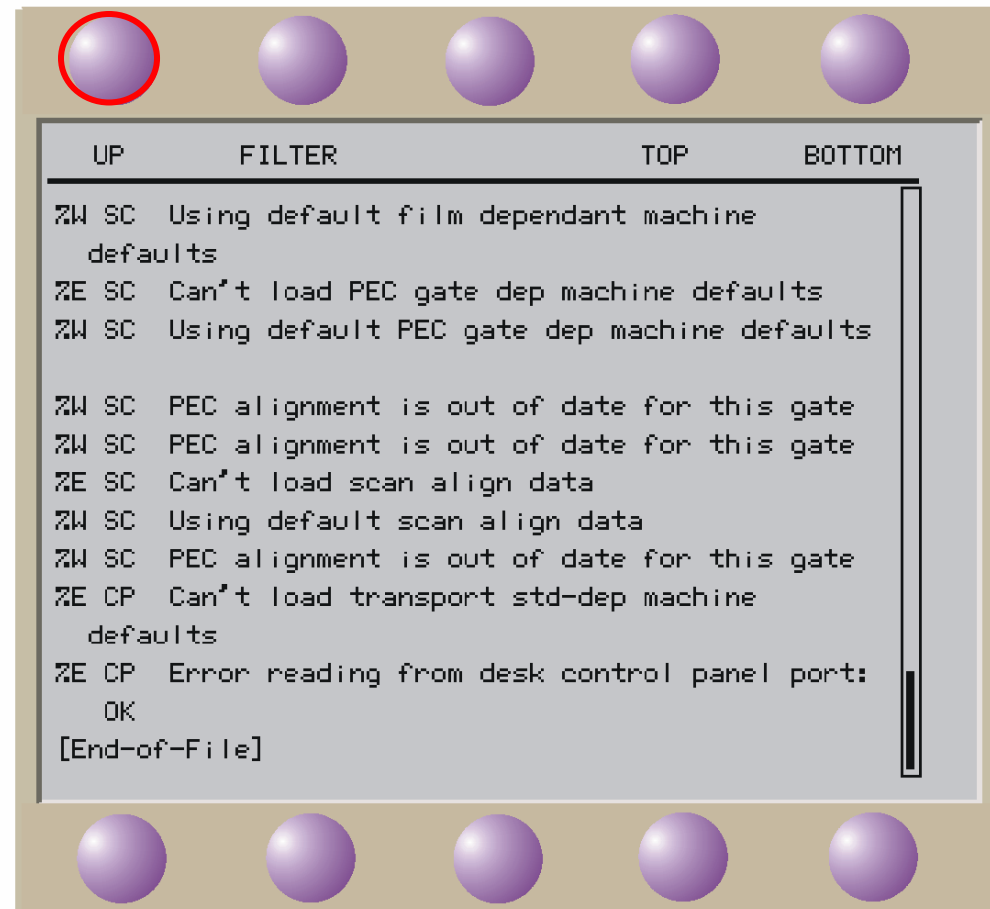 UP FILTER TOP BOTTOM
%W SC Using default film dependant machine
defaults
%E SC Can't load PEC gate dep machine defaults
%W SC Using default PEC gate dep machine defaults
%W SC PEC alignment is out of date for this gate
%W SC PEC alignment is out of date for this gate
%E SC Can't load scan align data
%W SC Using default scan align data
%W SC PEC alignment is out of date for this gate
%E CP Can't load transport std-dep machine
defaults
%E CP Error reading from desk control panel port:
OK
[End-of-File]